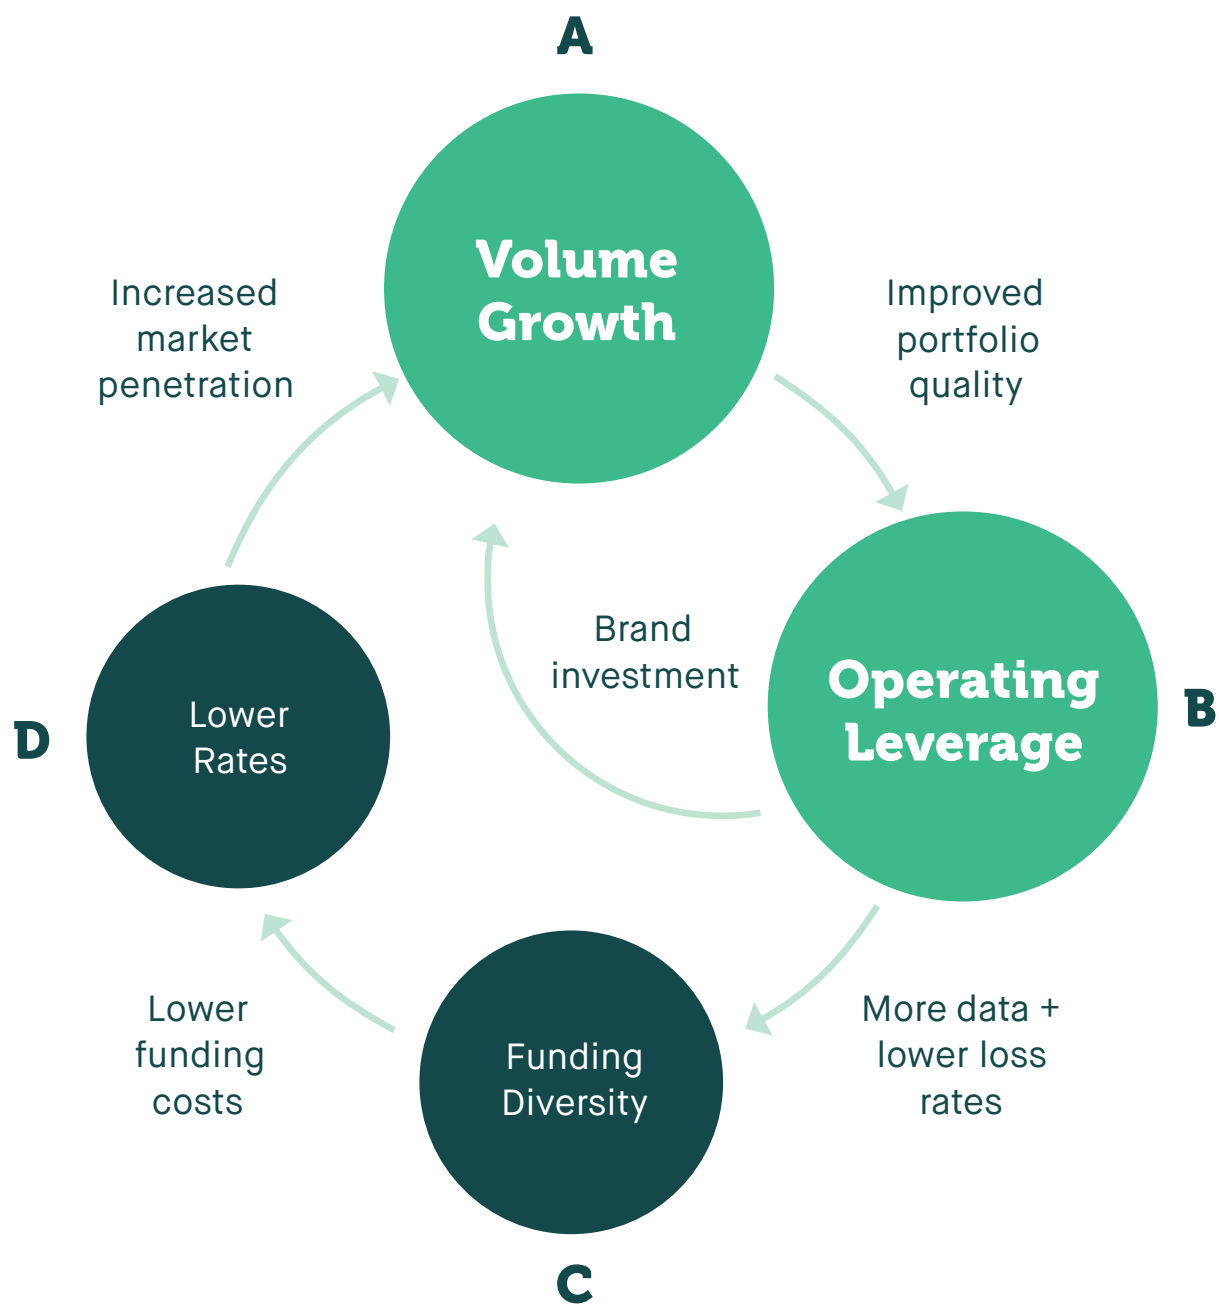 A
Volume
Growth
Increased
market
penetration
Improved
portfolio
quality
Brand
investment
Operating
Leverage
B
D
Lower
Rates
Lower
funding
costs
Funding
Diversity
More data +
lower loss
rates
C